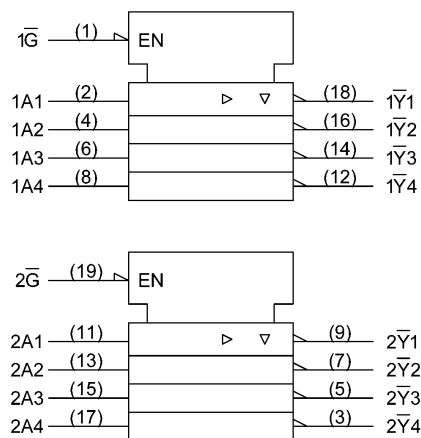 1G̅ (1) EN
1A1 (2) (18) 1Y̅1
1A2 (4) (16) 1Y̅2
1A3 (6) (14) 1Y̅3
1A4 (8) (12) 1Y̅4
2G̅ (19) EN
2A1 (11) (9) 2Y̅1
2A2 (13) (7) 2Y̅2
2A3 (15) (5) 2Y̅3
2A4 (17) (3) 2Y̅4